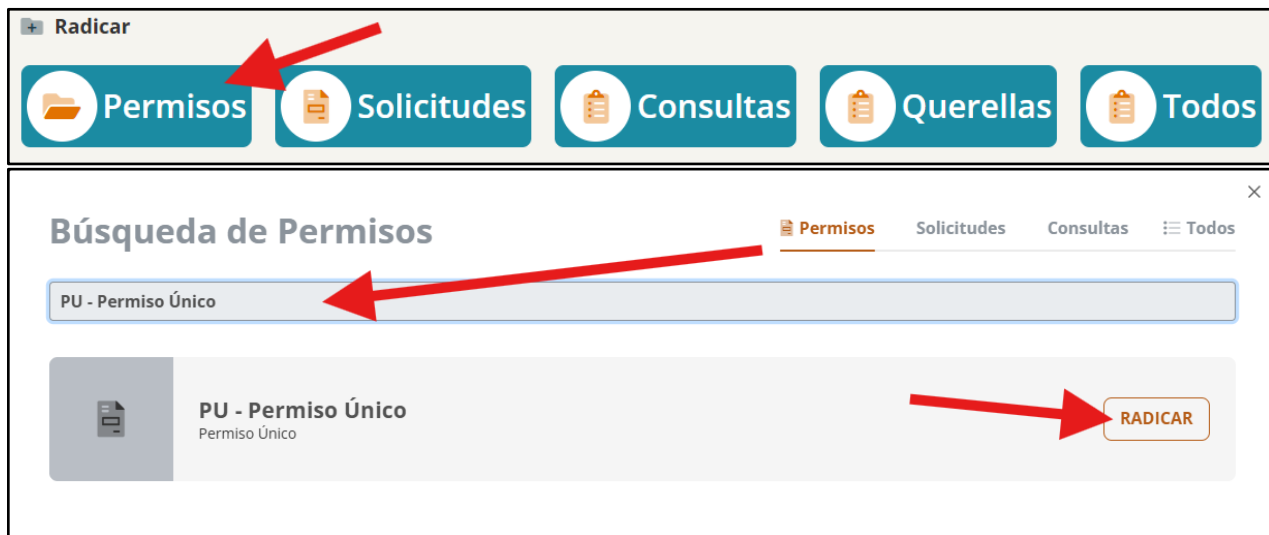 Radicar
Permisos Solicitudes Consultas Querellas Todos
Búsqueda de Permisos
Permisos Solicitudes Consultas Todos
PU - Permiso Único
PU - Permiso Único
Permiso Único
RADICAR